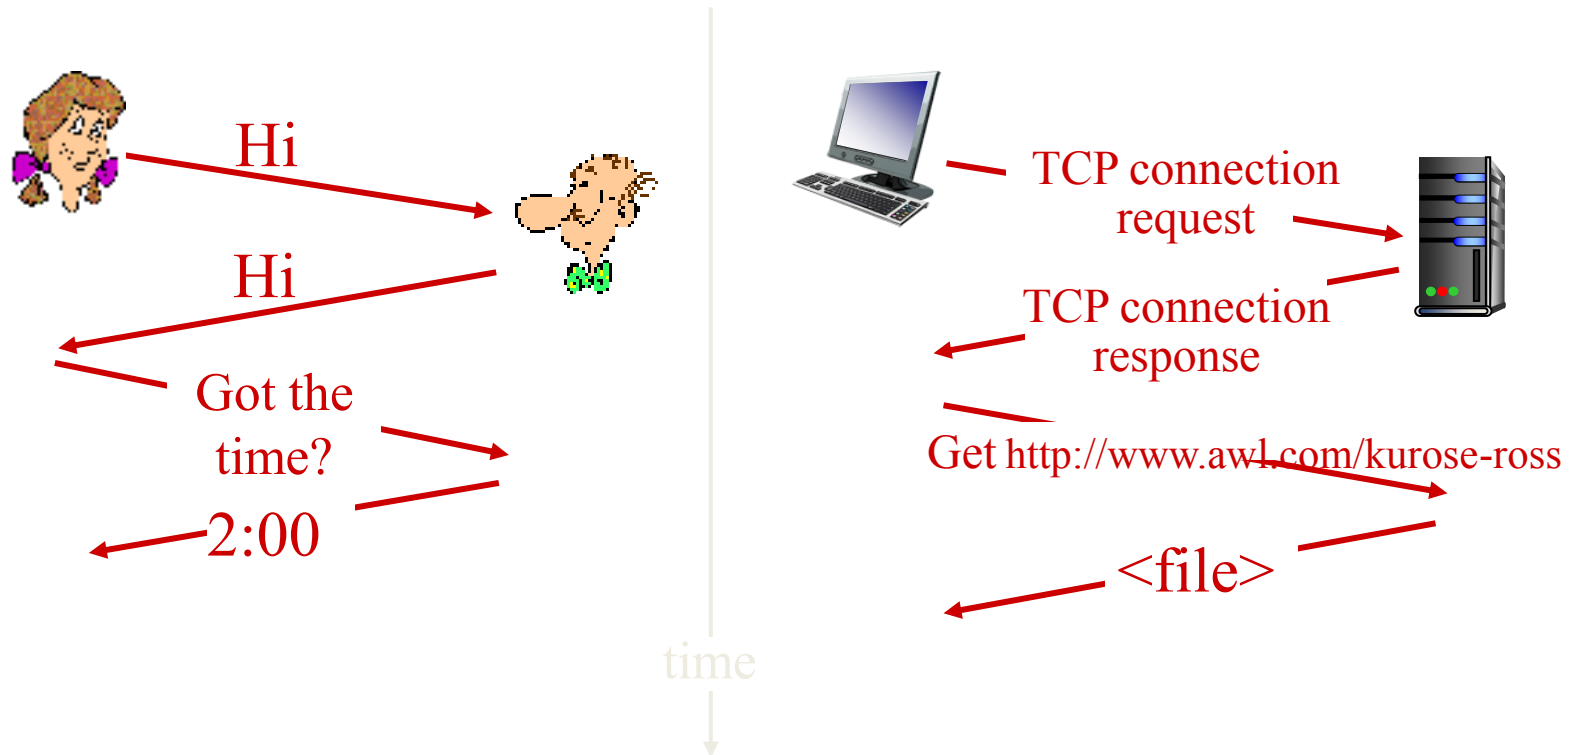 Hi
Hi
Got the
time?
2:00
TCP connection
request
TCP connection
response
Get http://www.awl.com/kurose-ross
<file>
time